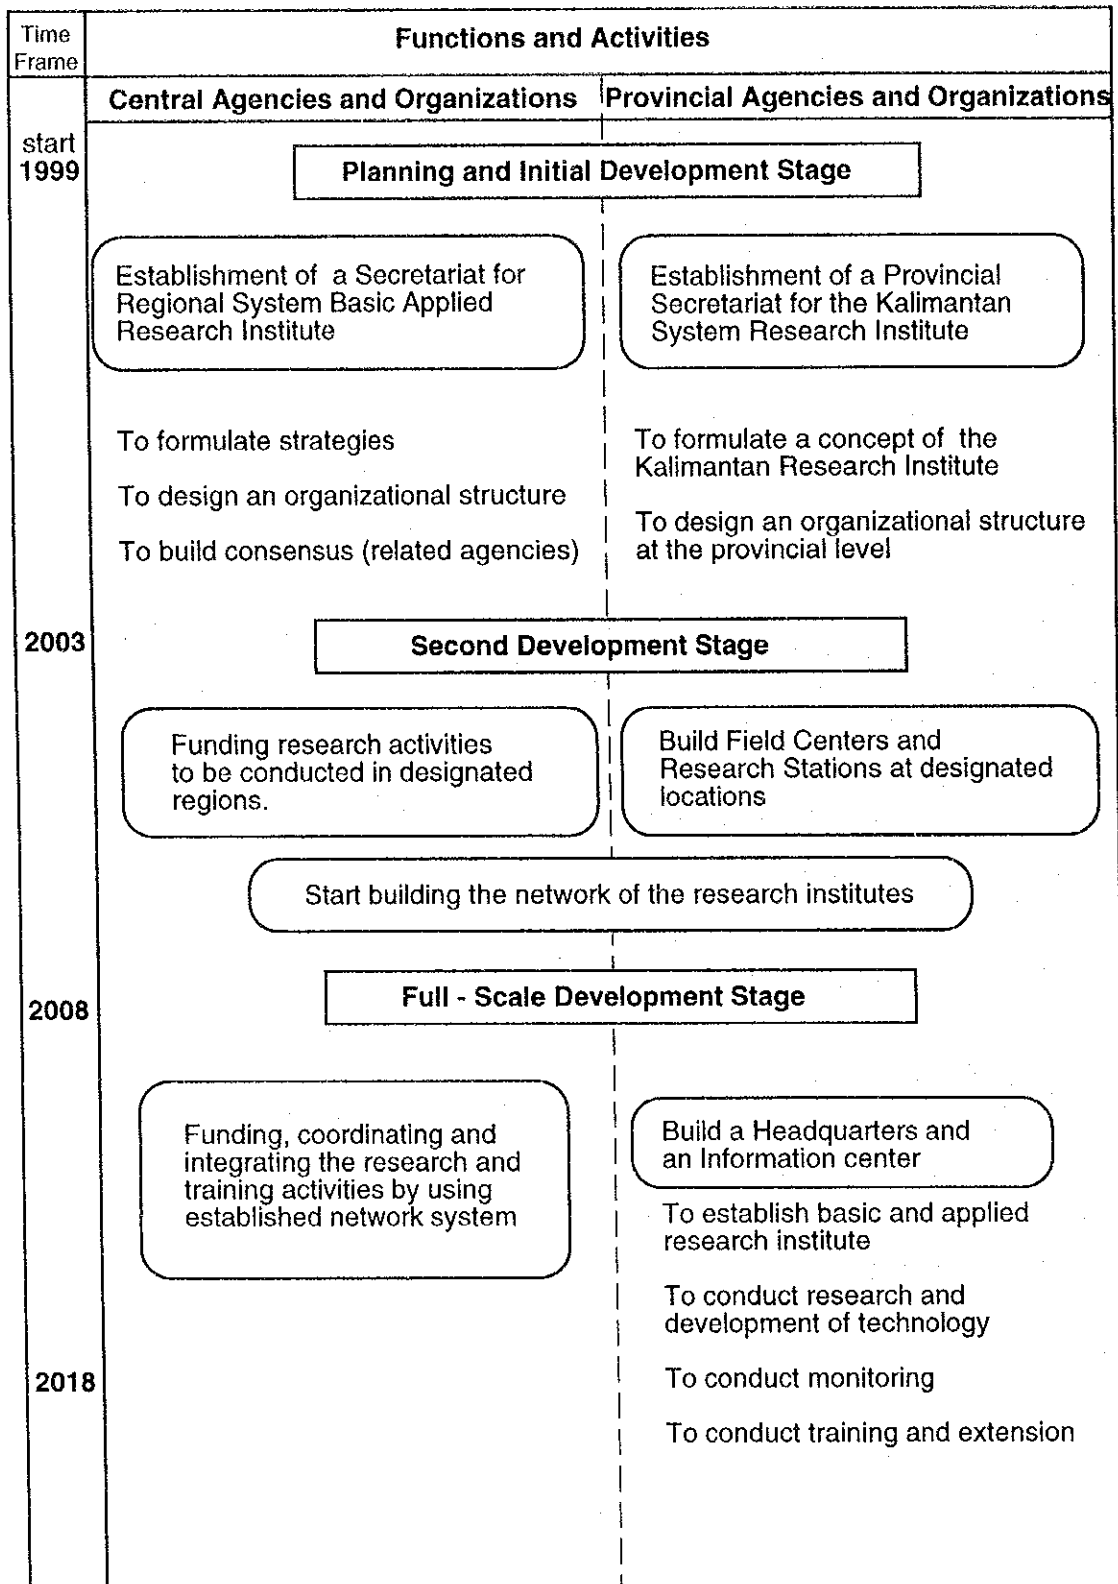 Time
Frame
Functions and Activities
Central Agencies and Organizations
Provincial Agencies and Organizations
start
1999
Planning and Initial Development Stage
Establishment of a Secretariat for
Regional System Basic Applied
Research Institute
Establishment of a Provincial
Secretariat for the Kalimantan
System Research Institute
To formulate strategies
To design an organizational structure
To build consensus (related agencies)
To formulate a concept of the
Kalimantan Research Institute
To design an organizational structure
at the provincial level
2003
Second Development Stage
Funding research activities
to be conducted in designated
regions.
Build Field Centers and
Research Stations at designated
locations
Start building the network of the research institutes
2008
Full - Scale Development Stage
Funding, coordinating and
integrating the research and
training activities by using
established network system
Build a Headquarters and
an Information center
To establish basic and applied
research institute
To conduct research and
development of technology
2018
To conduct monitoring
To conduct training and extension